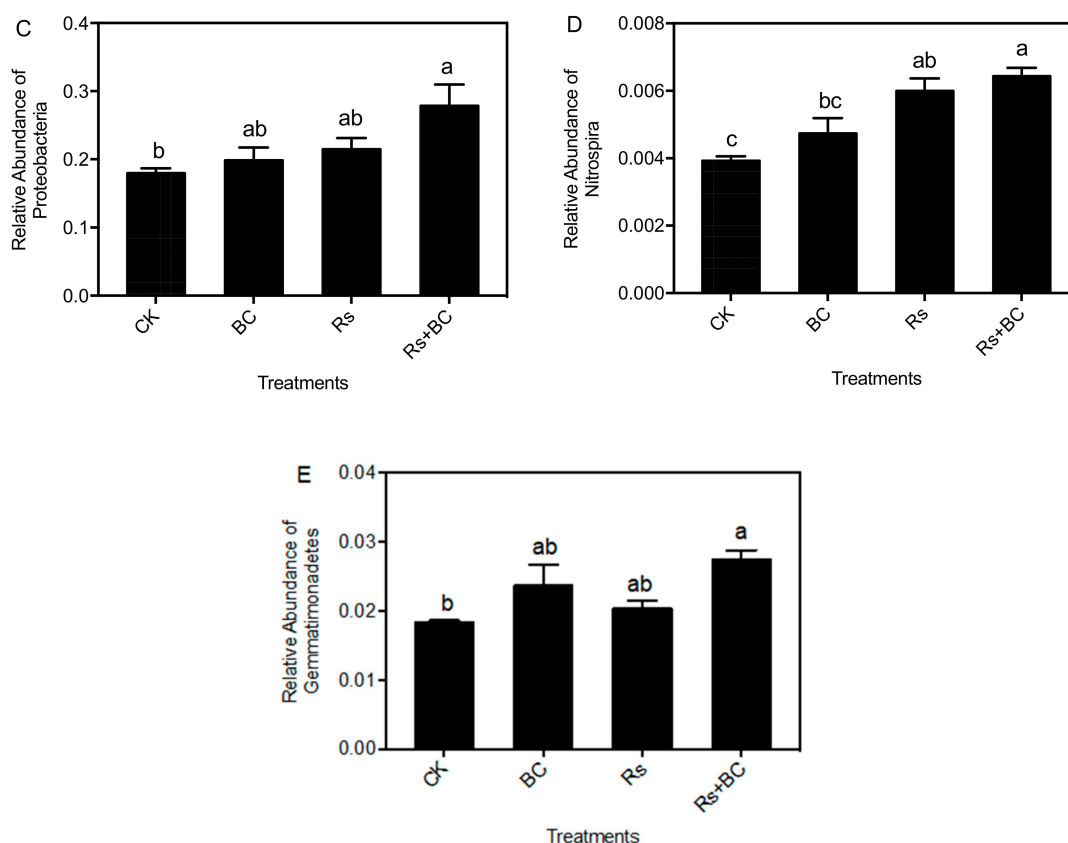 C
Relative Abundance of
Proteobacteria
0.4
0.3
0.2
0.1
0.0
b
ab
ab
a
CK
BC
Rs
Rs+BC
Treatments
D
Relative Abundance of
Nitrospira
0.008
0.006
0.004
0.002
0.000
c
bc
ab
a
CK
BC
Rs
Rs+BC
Treatments
E
Relative Abundance of
Gemmatimonadetes
0.04
0.03
0.02
0.01
0.00
b
ab
ab
a
CK
BC
Rs
Rs+BC
Treatments